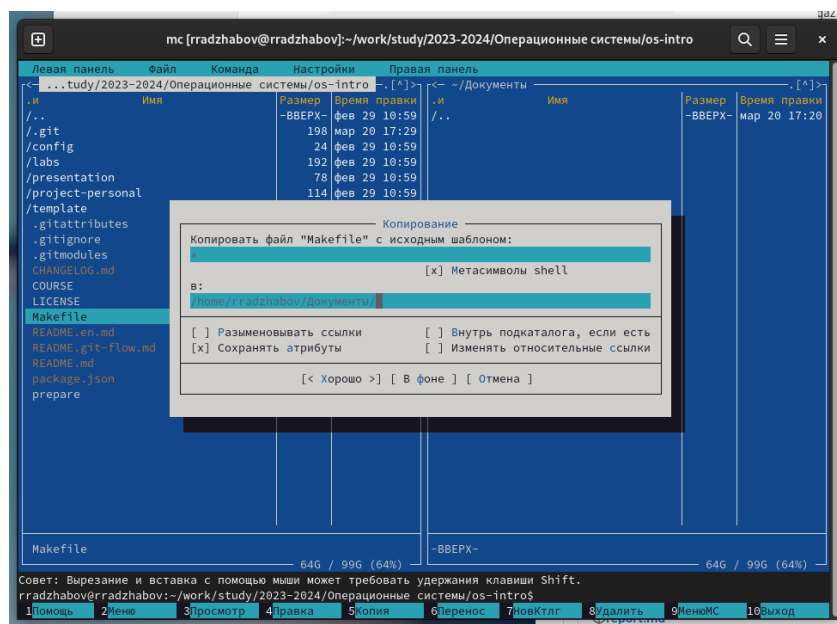 qaz
mc [rradzhabov@rradzhabov]:~/work/study/2023-2024/Операционные системы/os-intro
Левая панель Файл Команда Настройки Правая панель
<— ...tudy/2023-2024/Операционные системы/os-intro —.[^]>
.и Имя Размер Время правки
/.. -ВВЕРХ- фев 29 10:59
/.git 198 мар 20 17:29
/config 24 фев 29 10:59
/labs 192 фев 29 10:59
/presentation 78 фев 29 10:59
/project-personal 114 фев 29 10:59
/template
.gitattributes
.gitignore
.gitmodules
CHANGELOG.md
COURSE
LICENSE
Makefile
README.en.md
README.git-flow.md
README.md
package.json
prepare
Makefile
64G / 99G (64%)
<— ~/Документы —.[^]>
.и Имя Размер Время правки
/.. -ВВЕРХ- мар 20 17:20
-ВВЕРХ-
64G / 99G (64%)
Копирование
Копировать файл "Makefile" с исходным шаблоном:
*
[x] Метасимволы shell
в:
/home/rradzhabov/Документы/
[ ] Разыменовывать ссылки [ ] Внутрь подкаталога, если есть
[x] Сохранять атрибуты [ ] Изменять относительные ссылки
[< Хорошо >] [ В фоне ] [ Отмена ]
Совет: Вырезание и вставка с помощью мыши может требовать удержания клавиши Shift.
rradzhabov@rradzhabov:~/work/study/2023-2024/Операционные системы/os-intro$
1Помощь 2Меню 3Просмотр 4Правка 5Копия 6Перенос 7НовКтлг 8Удалить 9МенюМС 10Выход
report.md